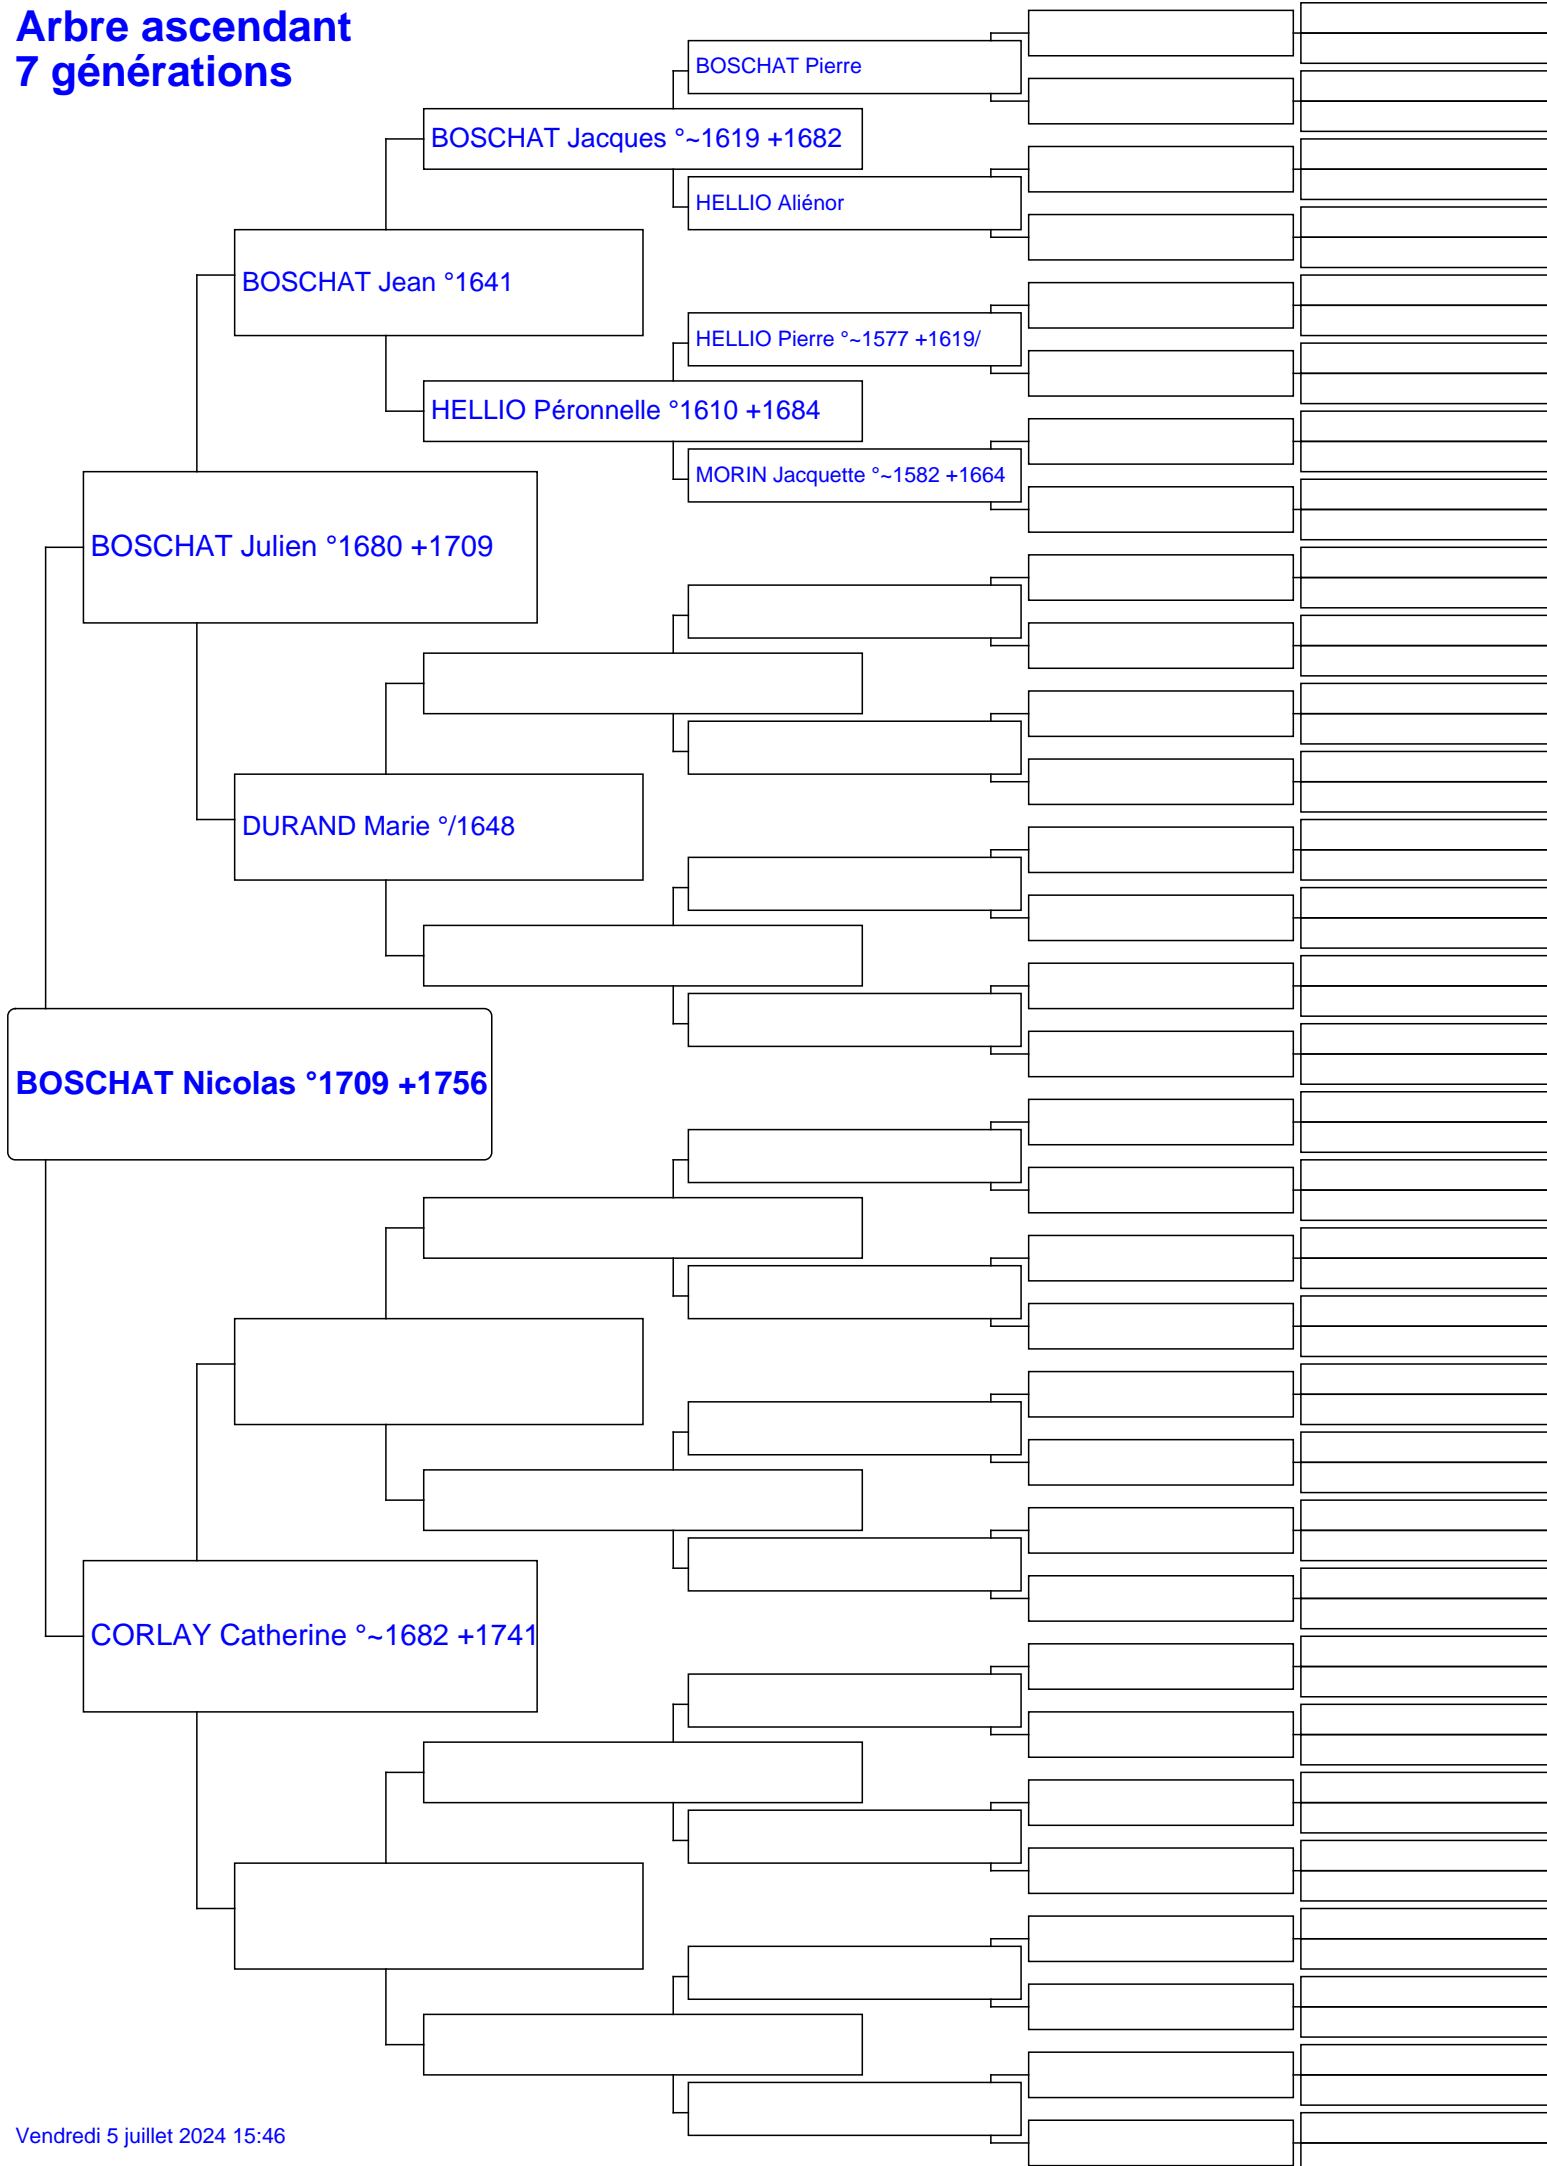 Arbre ascendant
7 générations
BOSCHAT Pierre
BOSCHAT Jacques °~1619 +1682
HELLIO Aliénor
BOSCHAT Jean °1641
HELLIO Pierre °~1577 +1619/
HELLIO Péronnelle °1610 +1684
MORIN Jacquette °~1582 +1664
BOSCHAT Julien °1680 +1709
DURAND Marie °/1648
BOSCHAT Nicolas °1709 +1756
CORLAY Catherine °~1682 +1741
Vendredi 5 juillet 2024 15:46